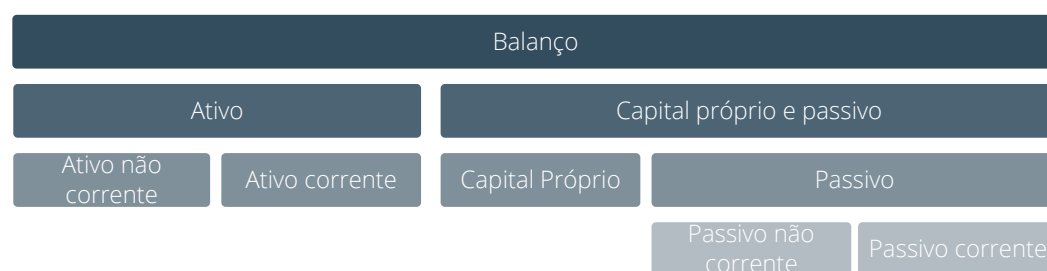 Balanço
Ativo
Capital próprio e passivo
Ativo não
corrente
Ativo corrente
Capital Próprio
Passivo
Passivo não
corrente
Passivo corrente